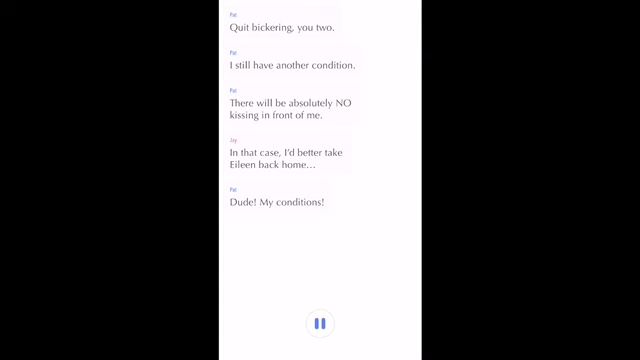 Pat
Quit bickering, you two.
Pat
I still have another condition.
Pat
There will be absolutely NO
kissing in front of me.
Jay
In that case, I'd better take
Eileen back home…
Pat
Dude! My conditions!